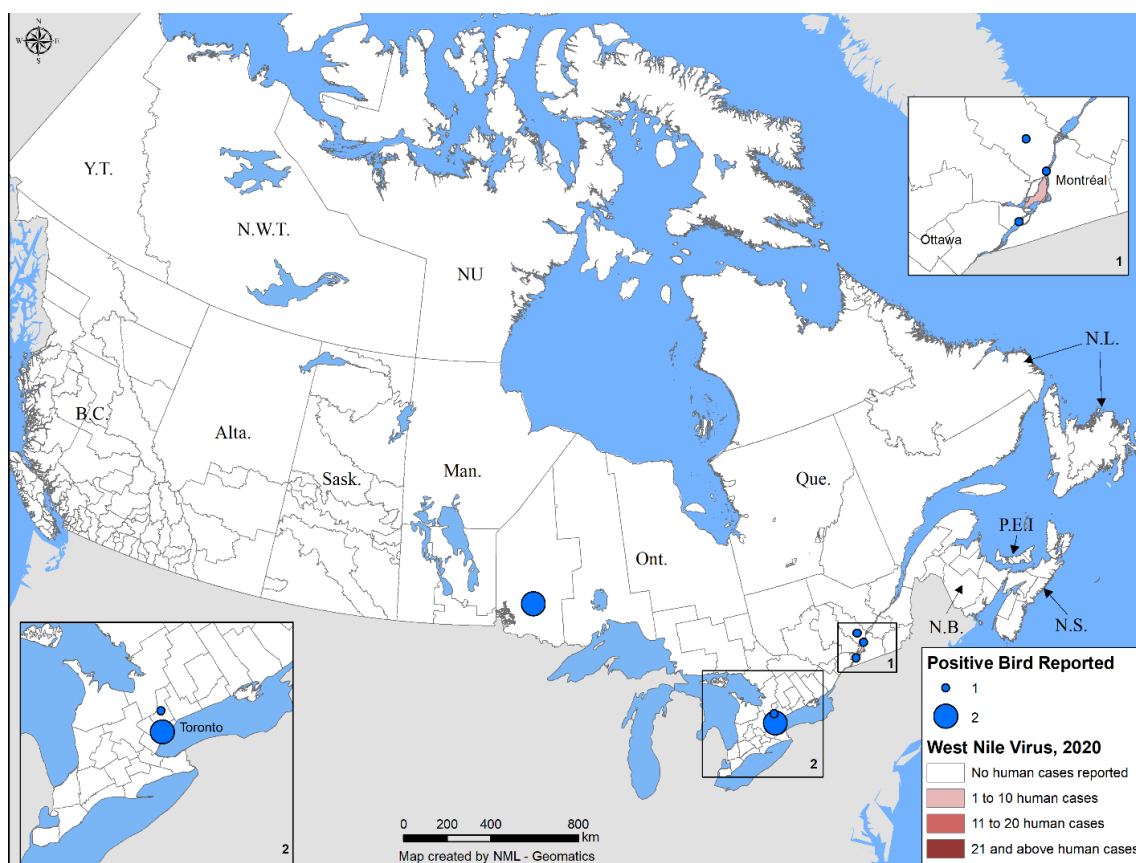 N
W E
S
Y.T.
N.W.T.
NU
B.C.
Alta.
Sask.
Man.
Ont.
Que.
N.L.
P.E.I
N.B.
N.S.
Montréal
Ottawa
1
1
2
Toronto
2
0 200 400 800
km
Map created by NML - Geomatics
Positive Bird Reported
1
2
West Nile Virus, 2020
No human cases reported
1 to 10 human cases
11 to 20 human cases
21 and above human cases